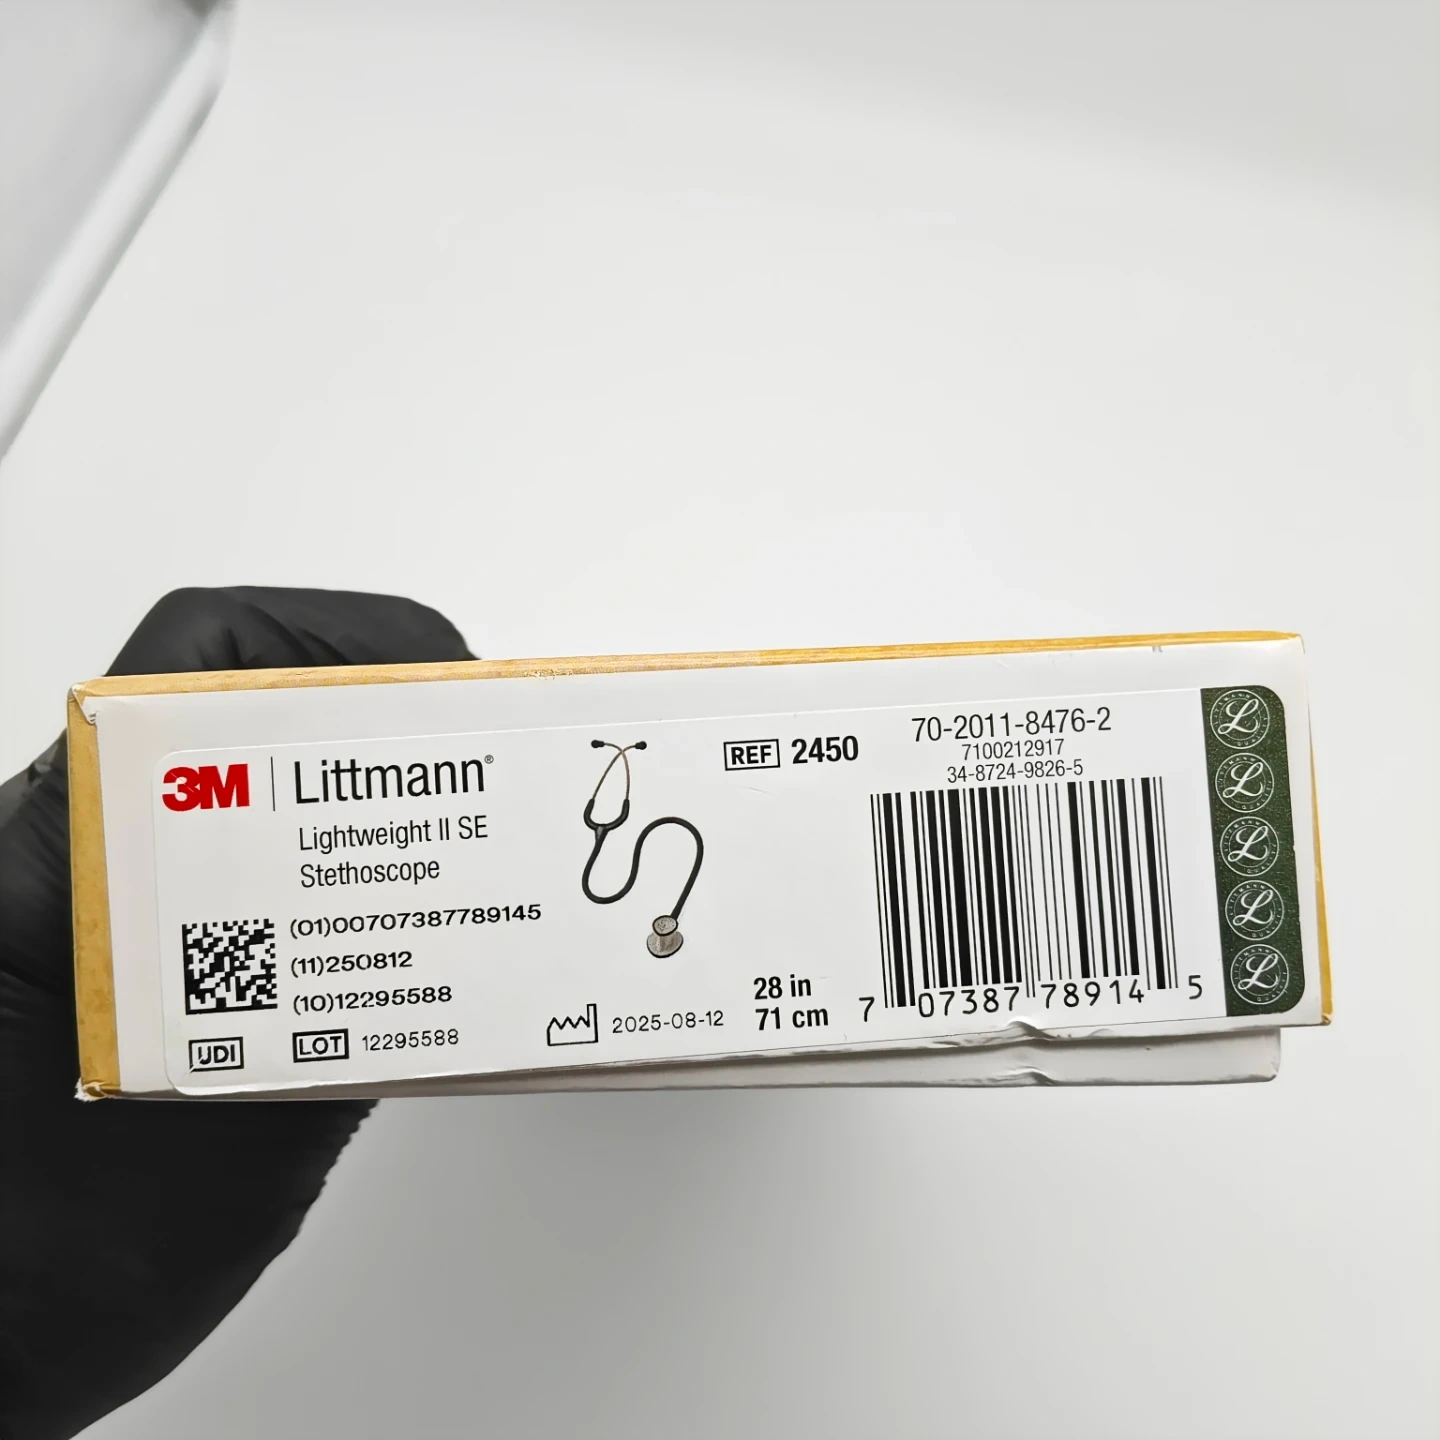 3M | Littmann®
Lightweight II SE
Stethoscope
(01)00707387789145
(11)250812
(10)12295588
UDI
LOT 12295588
2025-08-12
REF 2450
28 in
71 cm
70-2011-8476-2
7100212917
34-8724-9826-5
7 07387 78914 5
L
L
L
L
L